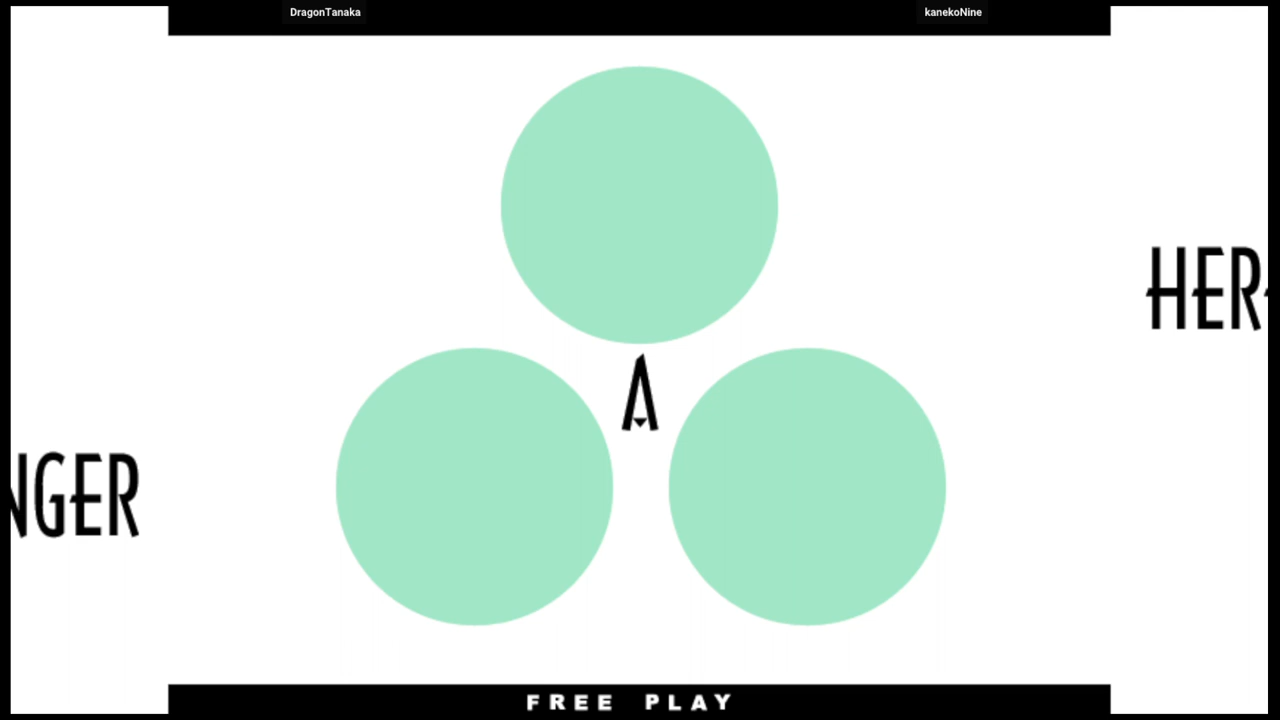 DragonTanaka
kanekoNine
HER
A
NGER
FREE PLAY